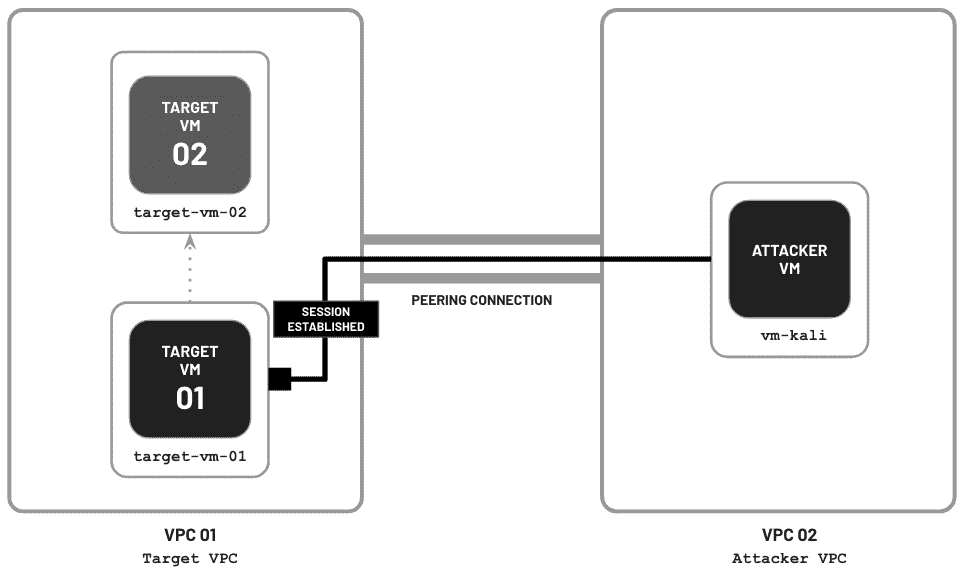 TARGET
VM
02
target-vm-02
TARGET
VM
01
target-vm-01
SESSION
ESTABLISHED
PEERING CONNECTION
ATTACKER
VM
vm-kali
VPC 01
Target VPC
VPC 02
Attacker VPC